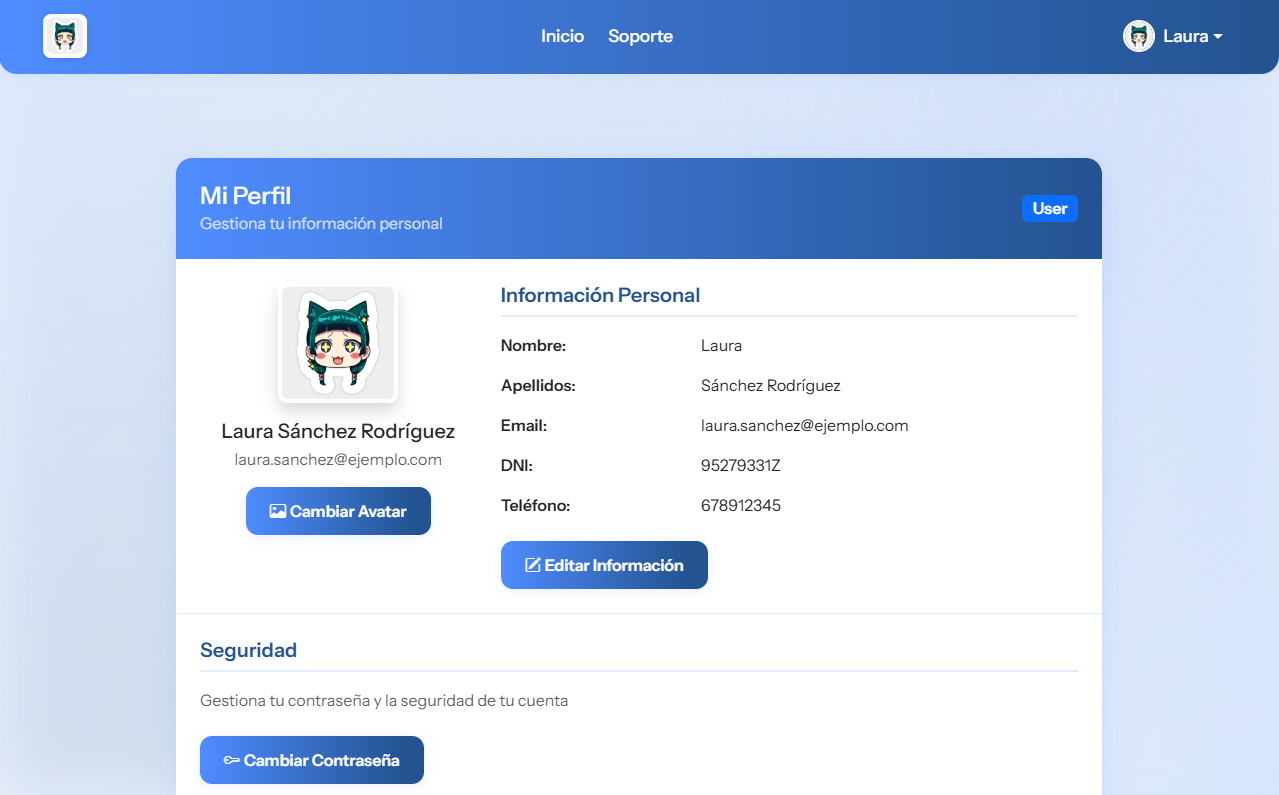 Inicio Soporte Laura
Mi Perfil
Gestiona tu información personal
User
Laura Sánchez Rodríguez
laura.sanchez@ejemplo.com
Cambiar Avatar
Información Personal
Nombre: Laura
Apellidos: Sánchez Rodríguez
Email: laura.sanchez@ejemplo.com
DNI: 95279331Z
Teléfono: 678912345
Editar Información
Seguridad
Gestiona tu contraseña y la seguridad de tu cuenta
Cambiar Contraseña